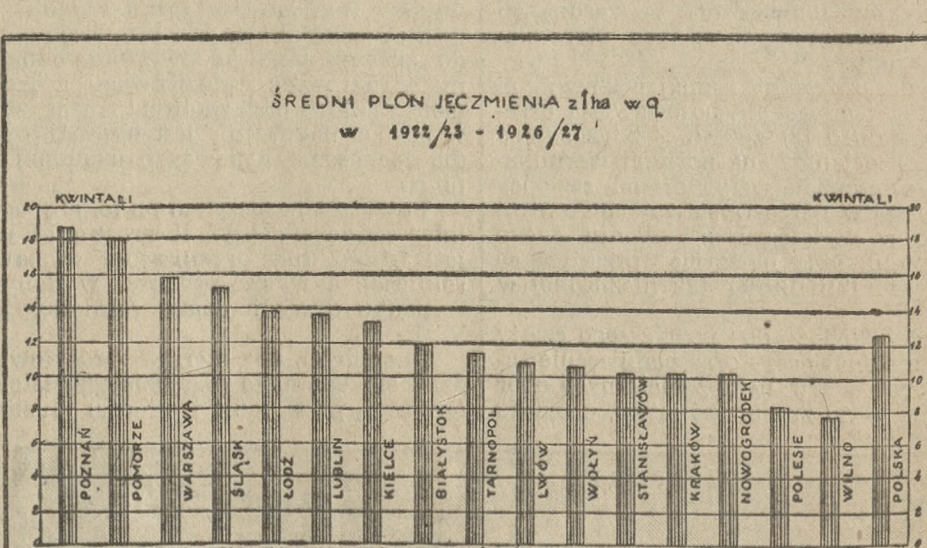 ŚREDNI PLON JĘCZMIENIA z 1 ha w q
w 1922/23 - 1926/27
KWINTALI KWINTALI
20 20
18 18
16 16
14 14
12 12
10 10
8 8
6 6
4 4
2 2
0 0
POZNAŃ
POMORZE
WARSZAWA
ŚLĄSK
ŁODŹ
LUBLIN
KIELCE
BIAŁYSTOK
TARNOPOL
LWÓW
WOŁYŃ
STANISŁAWÓW
KRAKÓW
NOWOGRÓDEK
POLESIE
WILNO
POLSKA